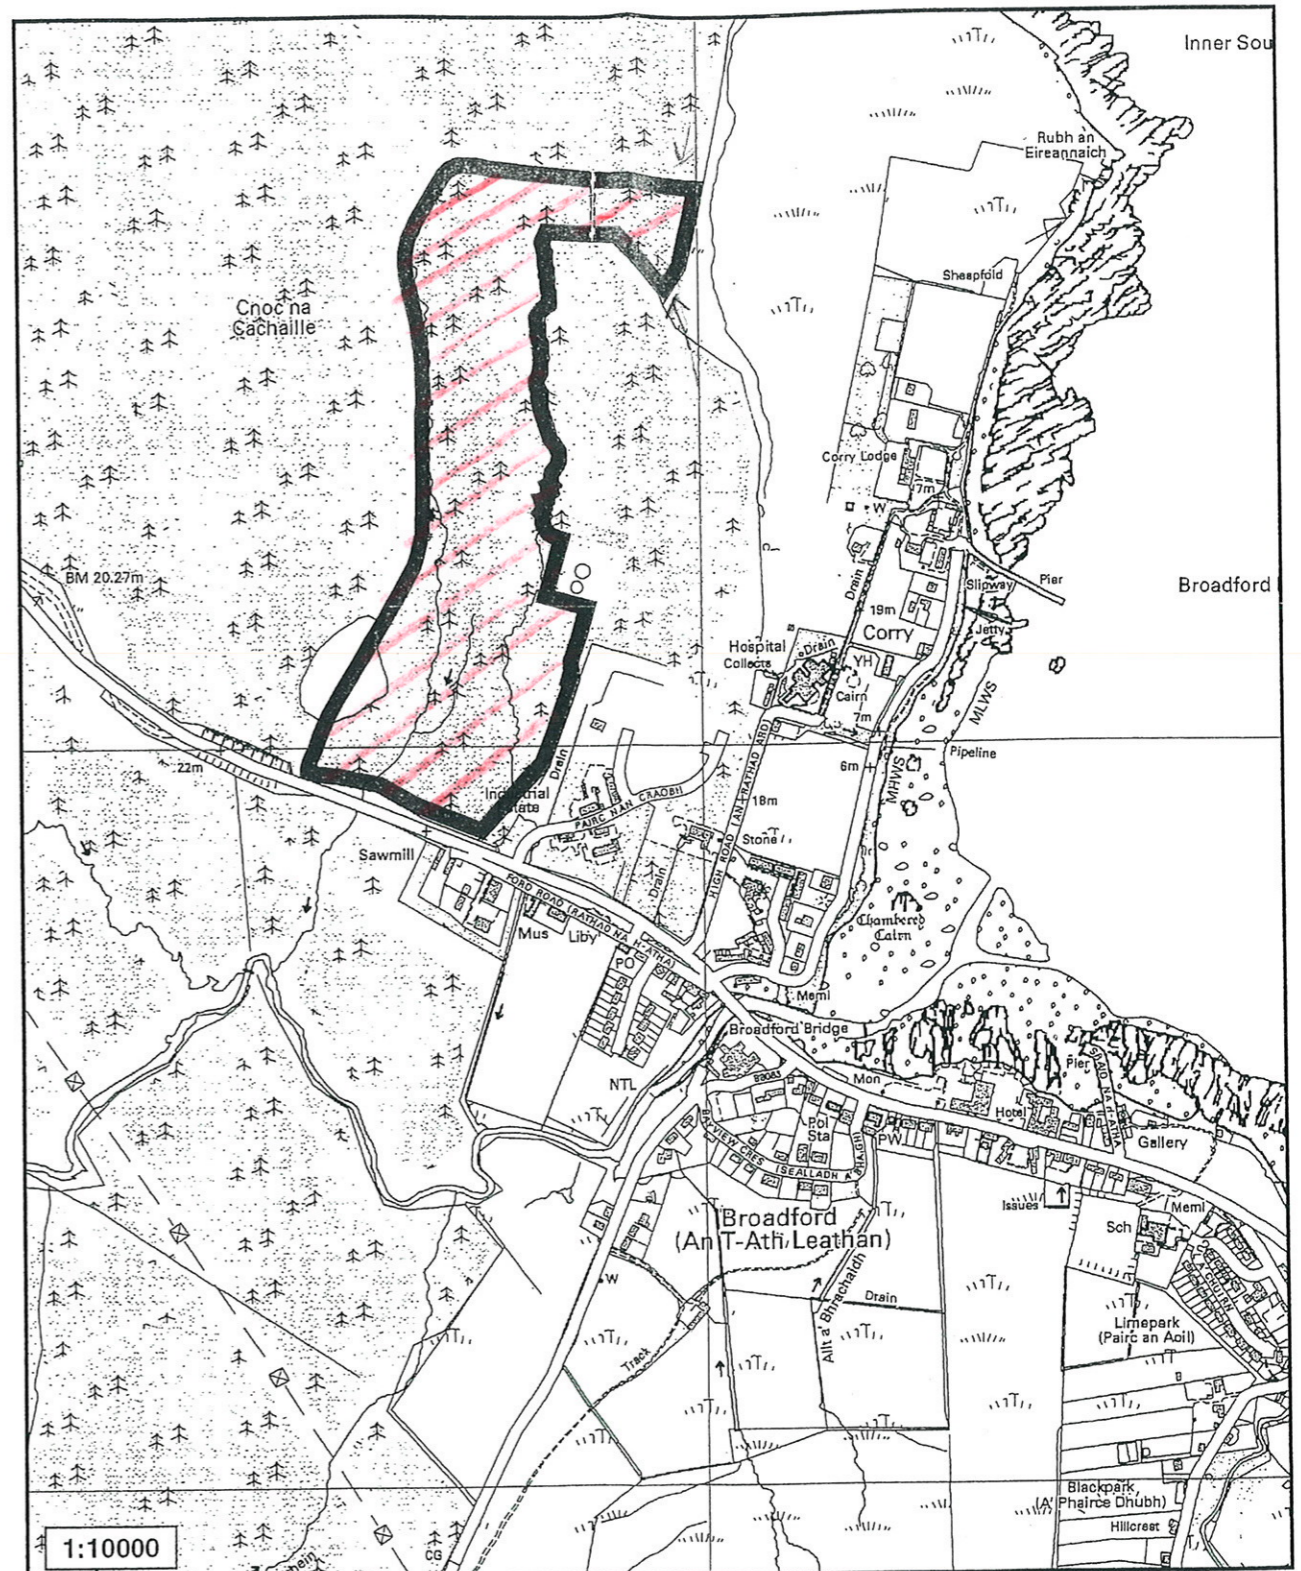 Inner Sou
Rubh an
Eireannaich
Sheepfold
Cnoc na
Cachaille
Corry Lodge
7m
W
BM 20.27m
Drain
Slipway
Pier
Broadford
19m
Corry
Jetty
Hospital
Collects
Drain
YH
Cairn
7m
MLWS
Pipeline
6m
MHWS
22m
Drain
Industrial
Estate
PAIRC NAN CRAOBH
18m
HIGH ROAD (AN RATHAD ARD)
Stone
Sawmill
Drain
FORD ROAD (RATHAD NA H-ATHA)
Chambered
Cairn
Mus
Liby
PO
Meml
Broadford Bridge
NTL
B8083
Mon
Pier
Hotel
Gallery
Pol
Sta
PW
BAYVIEW CRES
Issues
Meml
Sch
Broadford
(An T-Ath Leathan)
W
Allt a' Bhrachaidh
Drain
Limepark
(Pairc an Aoil)
Track
Blackpark
(A' Phairce Dhubh)
Hillcrest
1:10000
CG